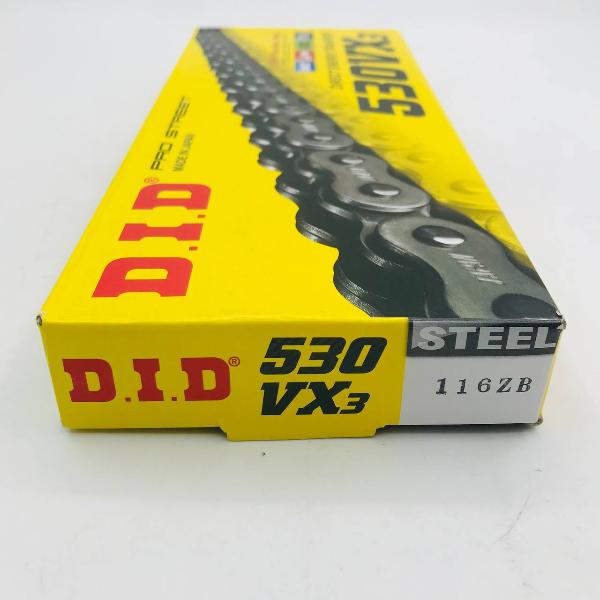 530VX3
D.I.D® PRO STREET
MADE IN JAPAN
D.I.D®
530
VX3
STEEL
116ZB